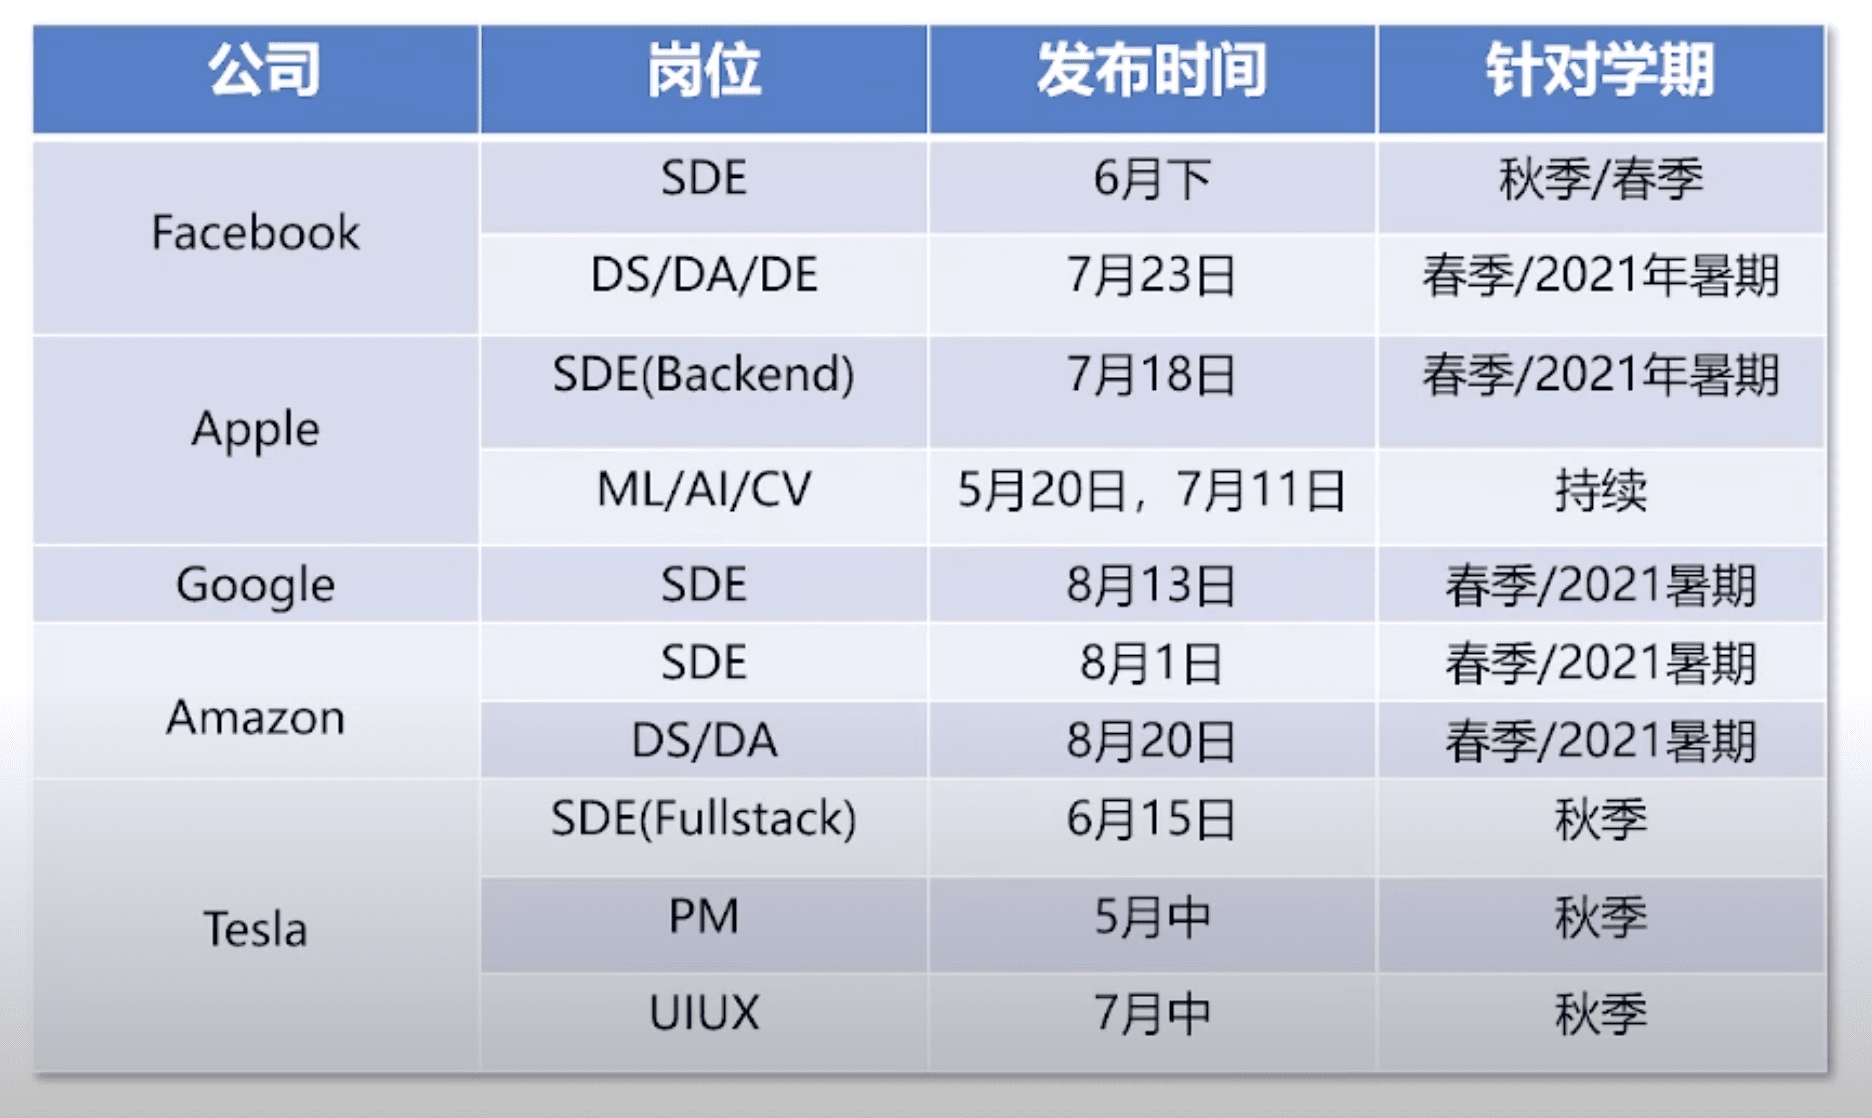 公司 岗位 发布时间 针对学期
Facebook SDE 6月下 秋季/春季
DS/DA/DE 7月23日 春季/2021年暑期
Apple SDE(Backend) 7月18日 春季/2021年暑期
ML/AI/CV 5月20日，7月11日 持续
Google SDE 8月13日 春季/2021暑期
Amazon SDE 8月1日 春季/2021暑期
DS/DA 8月20日 春季/2021暑期
Tesla SDE(Fullstack) 6月15日 秋季
PM 5月中 秋季
UIUX 7月中 秋季